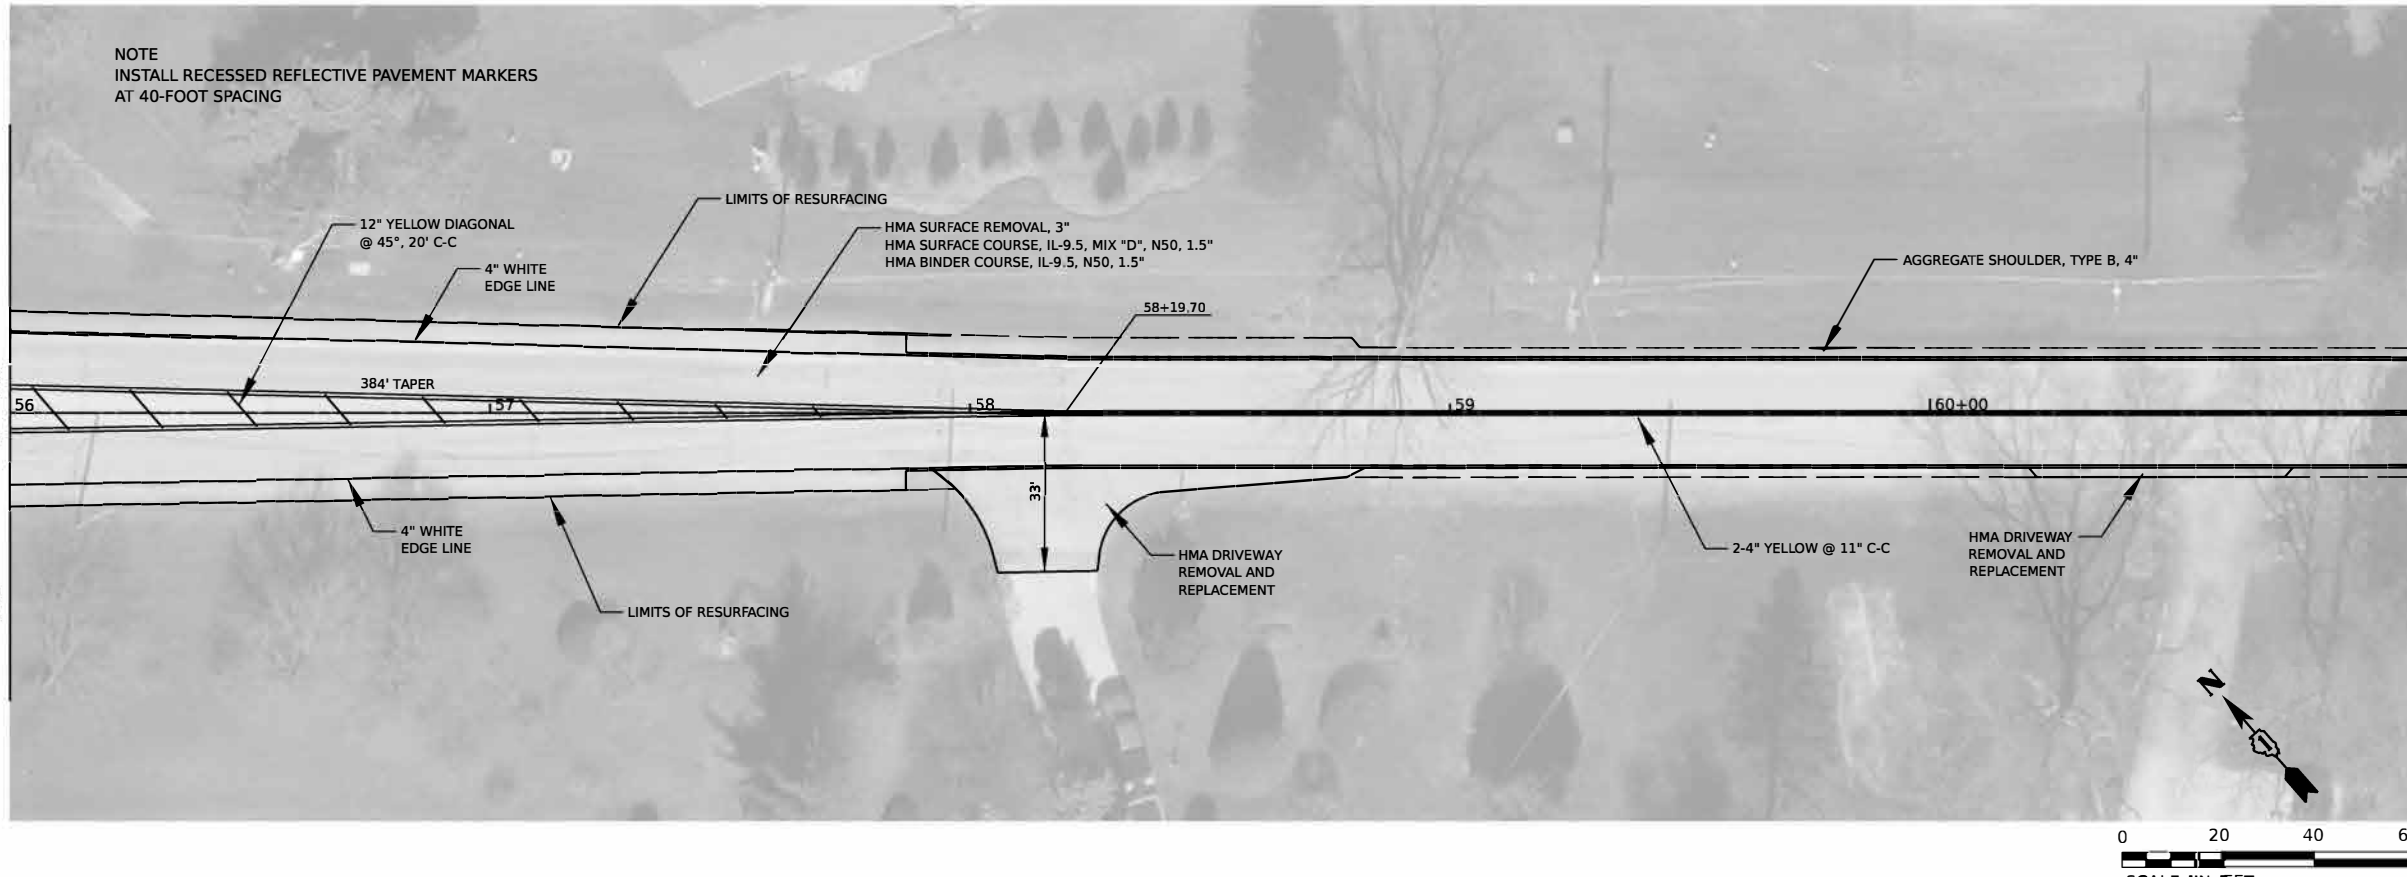 NOTE
INSTALL RECESSED REFLECTIVE PAVEMENT MARKERS
AT 40-FOOT SPACING
LIMITS OF RESURFACING
12" YELLOW DIAGONAL
@ 45°, 20' C-C
HMA SURFACE REMOVAL, 3"
HMA SURFACE COURSE, IL-9.5, MIX "D", N50, 1.5"
HMA BINDER COURSE, IL-9.5, N50, 1.5"
4" WHITE
EDGE LINE
AGGREGATE SHOULDER, TYPE B, 4"
58+19.70
384' TAPER
56
57
58
59
60+00
33'
4" WHITE
EDGE LINE
LIMITS OF RESURFACING
HMA DRIVEWAY
REMOVAL AND
REPLACEMENT
2-4" YELLOW @ 11" C-C
HMA DRIVEWAY
REMOVAL AND
REPLACEMENT
N
0 20 40